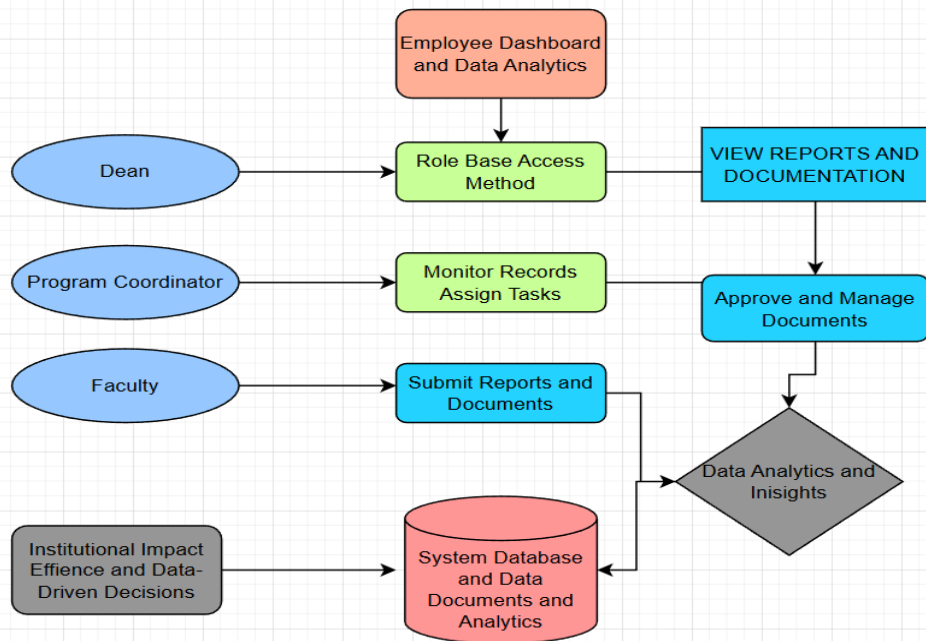 Employee Dashboard
and Data Analytics
Dean
Role Base Access
Method
VIEW REPORTS AND
DOCUMENTATION
Program Coordinator
Monitor Records
Assign Tasks
Approve and Manage
Documents
Faculty
Submit Reports and
Documents
Data Analytics and
Inisights
Institutional Impact
Effience and Data-
Driven Decisions
System Database
and Data
Documents and
Analytics